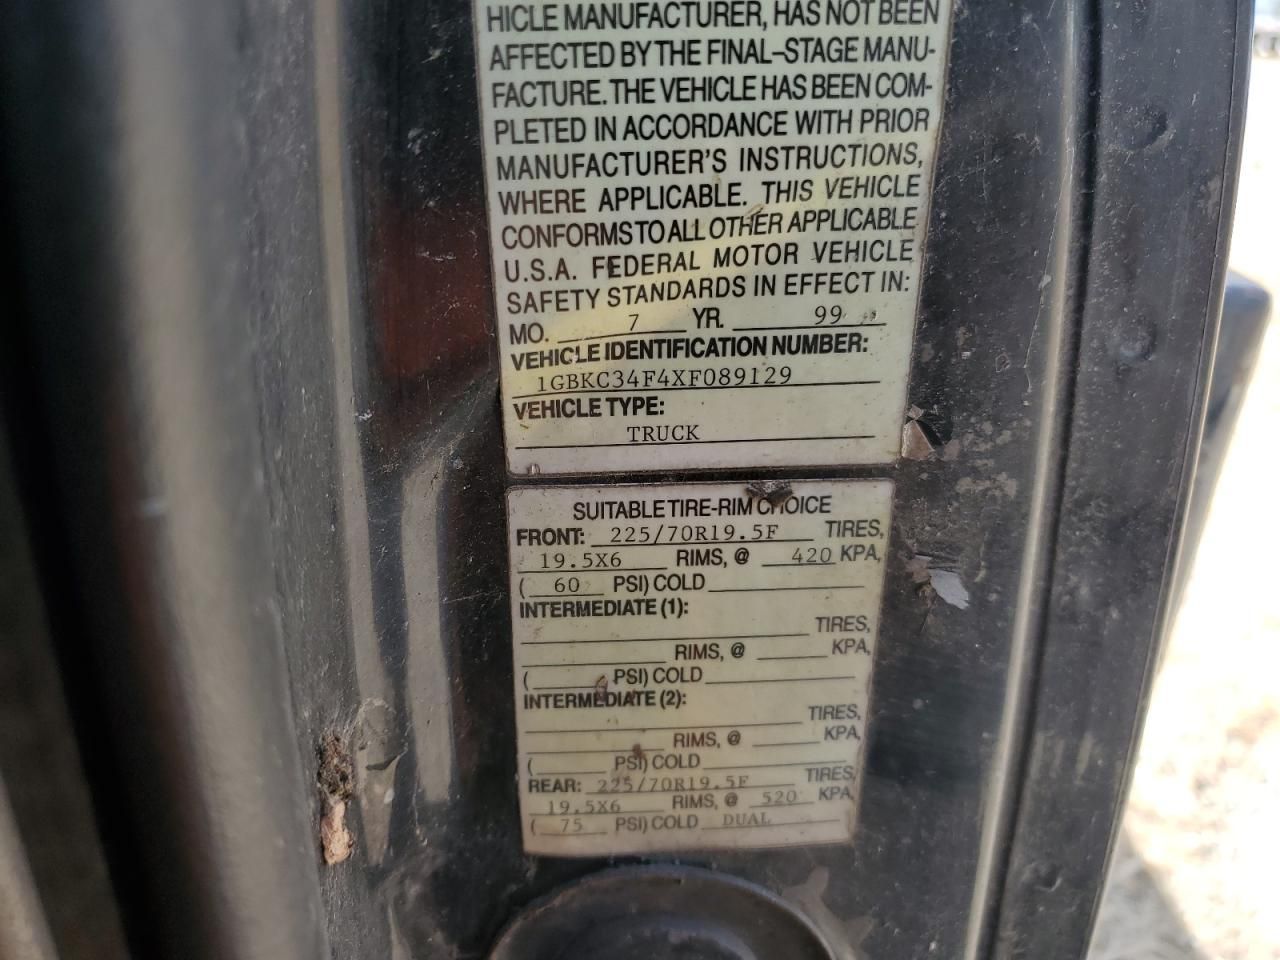 HICLE MANUFACTURER, HAS NOT BEEN
AFFECTED BY THE FINAL-STAGE MANU-
FACTURE. THE VEHICLE HAS BEEN COM-
PLETED IN ACCORDANCE WITH PRIOR
MANUFACTURER'S INSTRUCTIONS,
WHERE APPLICABLE. THIS VEHICLE
CONFORMS TO ALL OTHER APPLICABLE
U.S.A. FEDERAL MOTOR VEHICLE
SAFETY STANDARDS IN EFFECT IN:
MO. 7 YR. 99
VEHICLE IDENTIFICATION NUMBER:
1GBKC34F4XF089129
VEHICLE TYPE:
TRUCK
SUITABLE TIRE-RIM CHOICE
FRONT: 225/70R19.5F TIRES,
19.5X6 RIMS, @ 420 KPA,
( 60 PSI) COLD
INTERMEDIATE (1):
TIRES,
RIMS, @ KPA,
( PSI) COLD
INTERMEDIATE (2):
TIRES,
RIMS, @ KPA,
( PSI) COLD
REAR: 225/70R19.5F TIRES,
19.5X6 RIMS, @ 520 KPA,
( 75 PSI) COLD DUAL